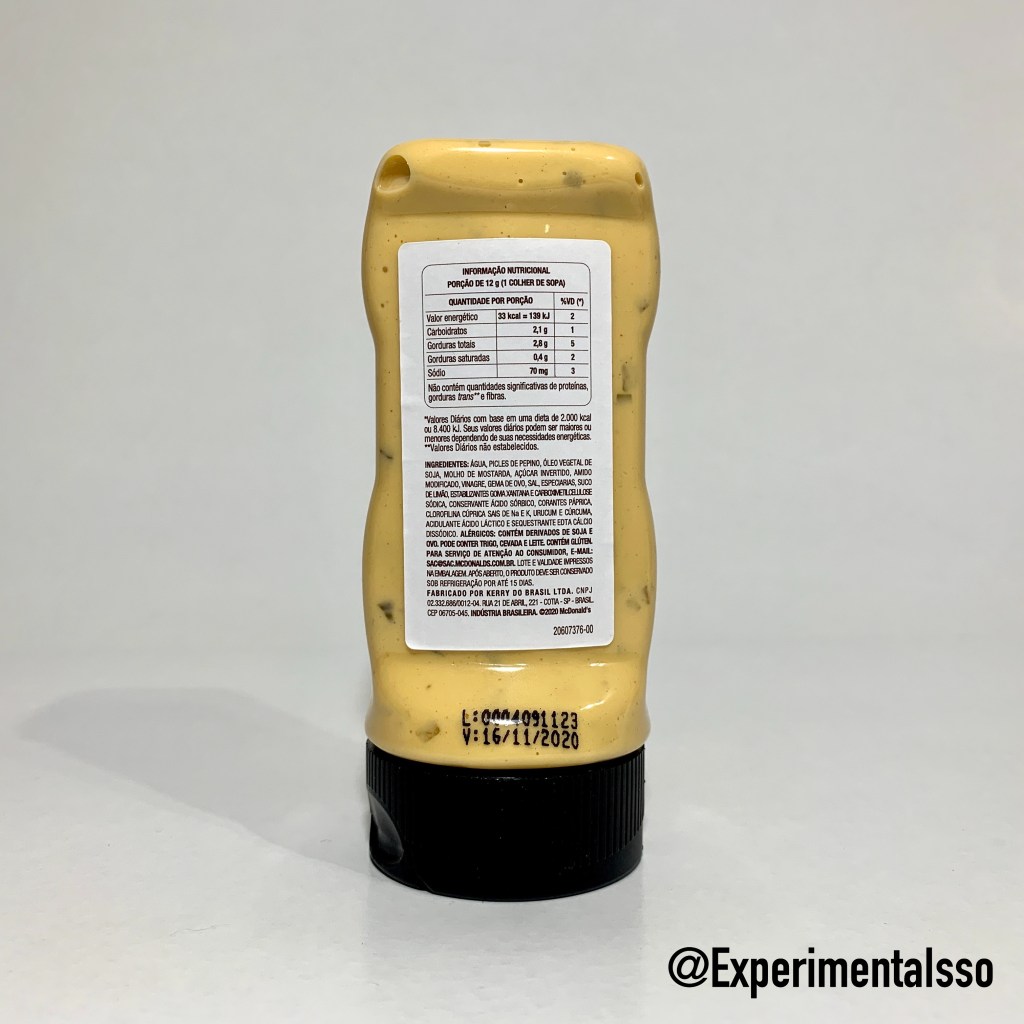 INFORMAÇÃO NUTRICIONAL
PORÇÃO DE 12 g (1 COLHER DE SOPA)
QUANTIDADE POR PORÇÃO %VD (*)
Valor energético 33 kcal = 139 kJ 2
Carboidratos 2,1 g 1
Gorduras totais 2,8 g 5
Gorduras saturadas 0,4 g 2
Sódio 70 mg 3
Não contém quantidades significativas de proteínas,
gorduras trans** e fibras.
*Valores Diários com base em uma dieta de 2.000 kcal
ou 8.400 kJ. Seus valores diários podem ser maiores ou
menores dependendo de suas necessidades energéticas.
**Valores Diários não estabelecidos.
INGREDIENTES: ÁGUA, PICLES DE PEPINO, ÓLEO VEGETAL DE
SOJA, MOLHO DE MOSTARDA, AÇÚCAR INVERTIDO, AMIDO
MODIFICADO, VINAGRE, GEMA DE OVO, SAL, ESPECIARIAS, SUCO
DE LIMÃO, ESTABILIZANTES GOMA XANTANA E CARBOXIMETILCELULOSE
SÓDICA, CONSERVANTE ÁCIDO SÓRBICO, CORANTES PÁPRICA,
CLOROFILINA CÚPRICA SAIS DE Na E K, URUCUM E CÚRCUMA,
ACIDULANTE ÁCIDO LÁCTICO E SEQUESTRANTE EDTA CÁLCIO
DISSÓDICO. ALÉRGICOS: CONTÉM DERIVADOS DE SOJA E
OVO. PODE CONTER TRIGO, CEVADA E LEITE. CONTÉM GLÚTEN.
PARA SERVIÇO DE ATENÇÃO AO CONSUMIDOR, E-MAIL:
SAC@SAC.MCDONALDS.COM.BR. LOTE E VALIDADE IMPRESSOS
NA EMBALAGEM. APÓS ABERTO, O PRODUTO DEVE SER CONSERVADO
SOB REFRIGERAÇÃO POR ATÉ 15 DIAS.
FABRICADO POR KERRY DO BRASIL LTDA. CNPJ
02.332.686/0012-04. RUA 21 DE ABRIL, 221 - COTIA - SP - BRASIL
CEP 06705-045. INDÚSTRIA BRASILEIRA. ©2020 McDonald's
20607376-00
L:0004091123
V:16/11/2020
@ExperimentaIsso